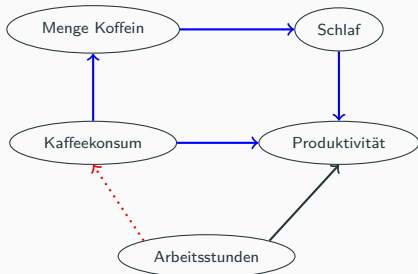 Menge Koffein
Schlaf
Kaffeekonsum
Produktivität
Arbeitsstunden